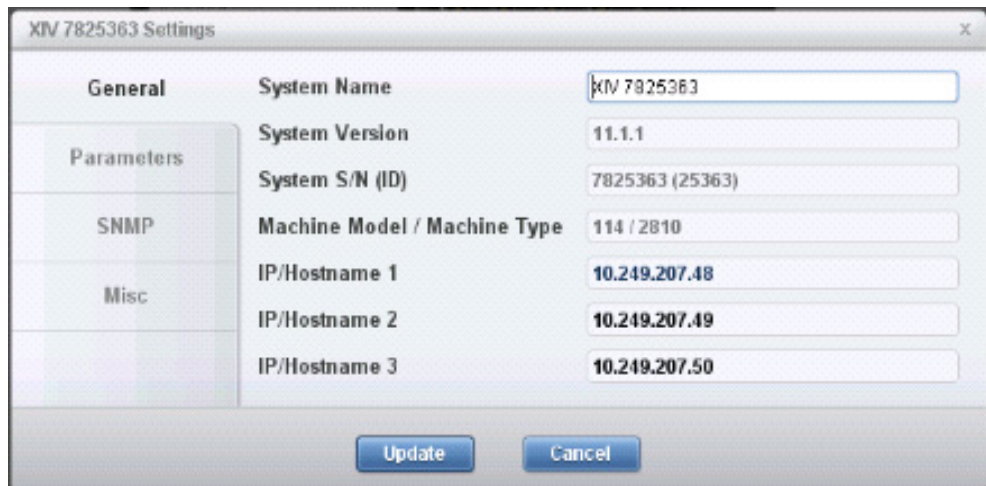 XIV 7825363 Settings x
General
Parameters
SNMP
Misc
System Name XIV 7825363
System Version 11.1.1
System S/N (ID) 7825363 (25363)
Machine Model / Machine Type 114 / 2810
IP/Hostname 1 10.249.207.48
IP/Hostname 2 10.249.207.49
IP/Hostname 3 10.249.207.50
Update Cancel